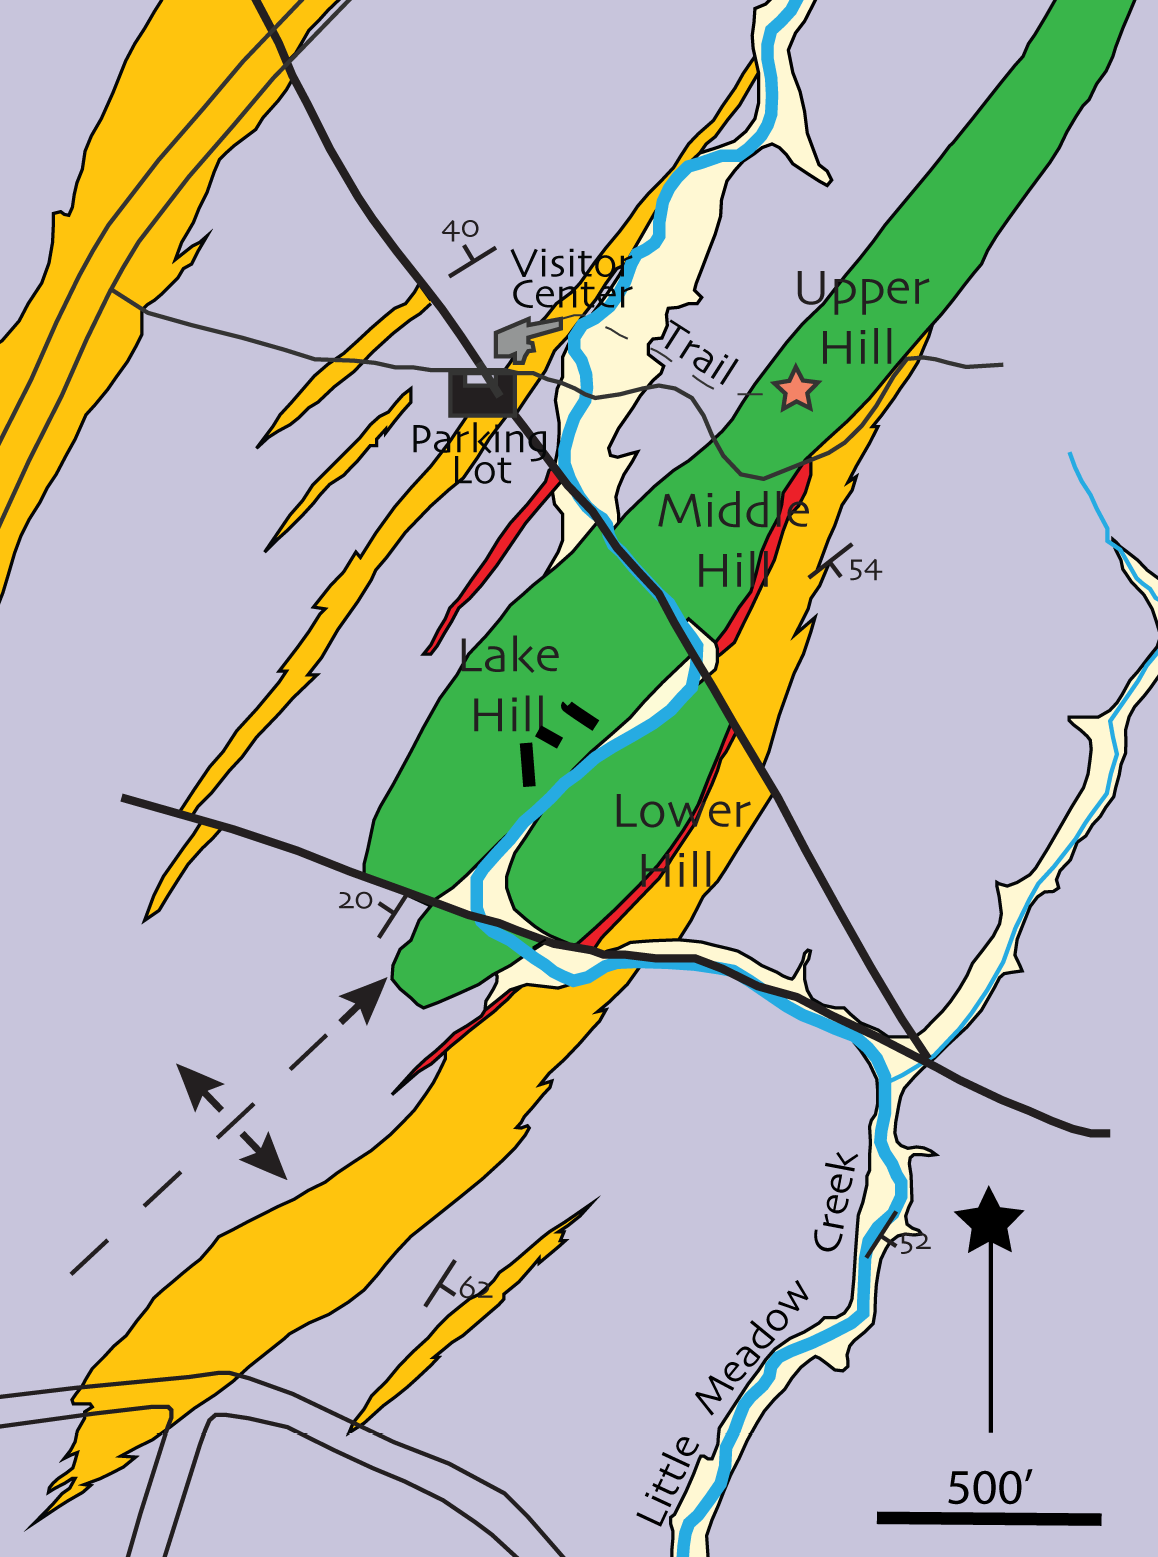 40
Visitor
Center
Upper
Hill
Trail
Parking
Lot
Middle
Hill
54
Lake
Hill
Lower
Hill
20
Creek
52
62
Meadow
Little
500’